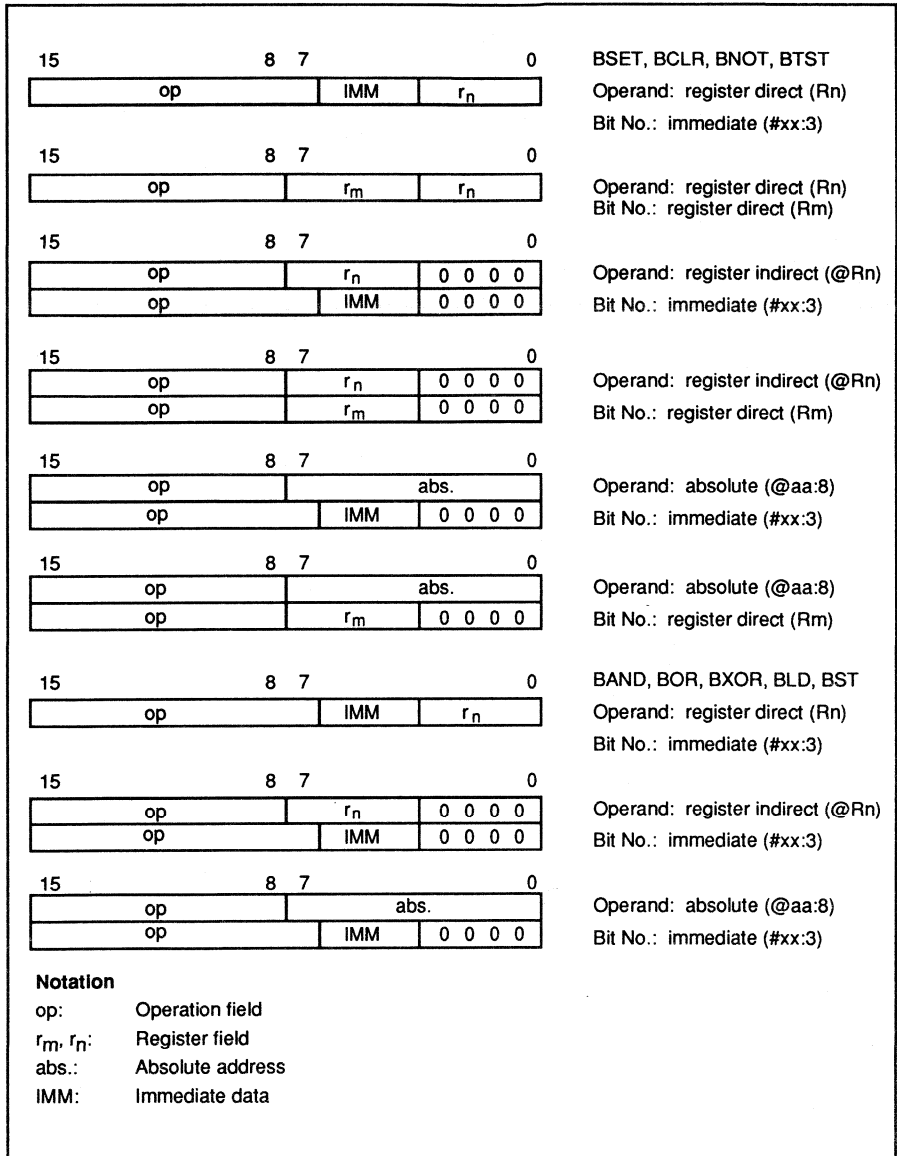 15 8 7 0 BSET, BCLR, BNOT, BTST
op IMM rn Operand: register direct (Rn)
Bit No.: immediate (#xx:3)
15 8 7 0
op rm rn Operand: register direct (Rn)
Bit No.: register direct (Rm)
15 8 7 0
op rn 0 0 0 0 Operand: register indirect (@Rn)
op IMM 0 0 0 0 Bit No.: immediate (#xx:3)
15 8 7 0
op rn 0 0 0 0 Operand: register indirect (@Rn)
op rm 0 0 0 0 Bit No.: register direct (Rm)
15 8 7 0
op abs. Operand: absolute (@aa:8)
op IMM 0 0 0 0 Bit No.: immediate (#xx:3)
15 8 7 0
op abs. Operand: absolute (@aa:8)
op rm 0 0 0 0 Bit No.: register direct (Rm)
15 8 7 0 BAND, BOR, BXOR, BLD, BST
op IMM rn Operand: register direct (Rn)
Bit No.: immediate (#xx:3)
15 8 7 0
op rn 0 0 0 0 Operand: register indirect (@Rn)
op IMM 0 0 0 0 Bit No.: immediate (#xx:3)
15 8 7 0
op abs. Operand: absolute (@aa:8)
op IMM 0 0 0 0 Bit No.: immediate (#xx:3)
Notation
op: Operation field
rm, rn: Register field
abs.: Absolute address
IMM: Immediate data